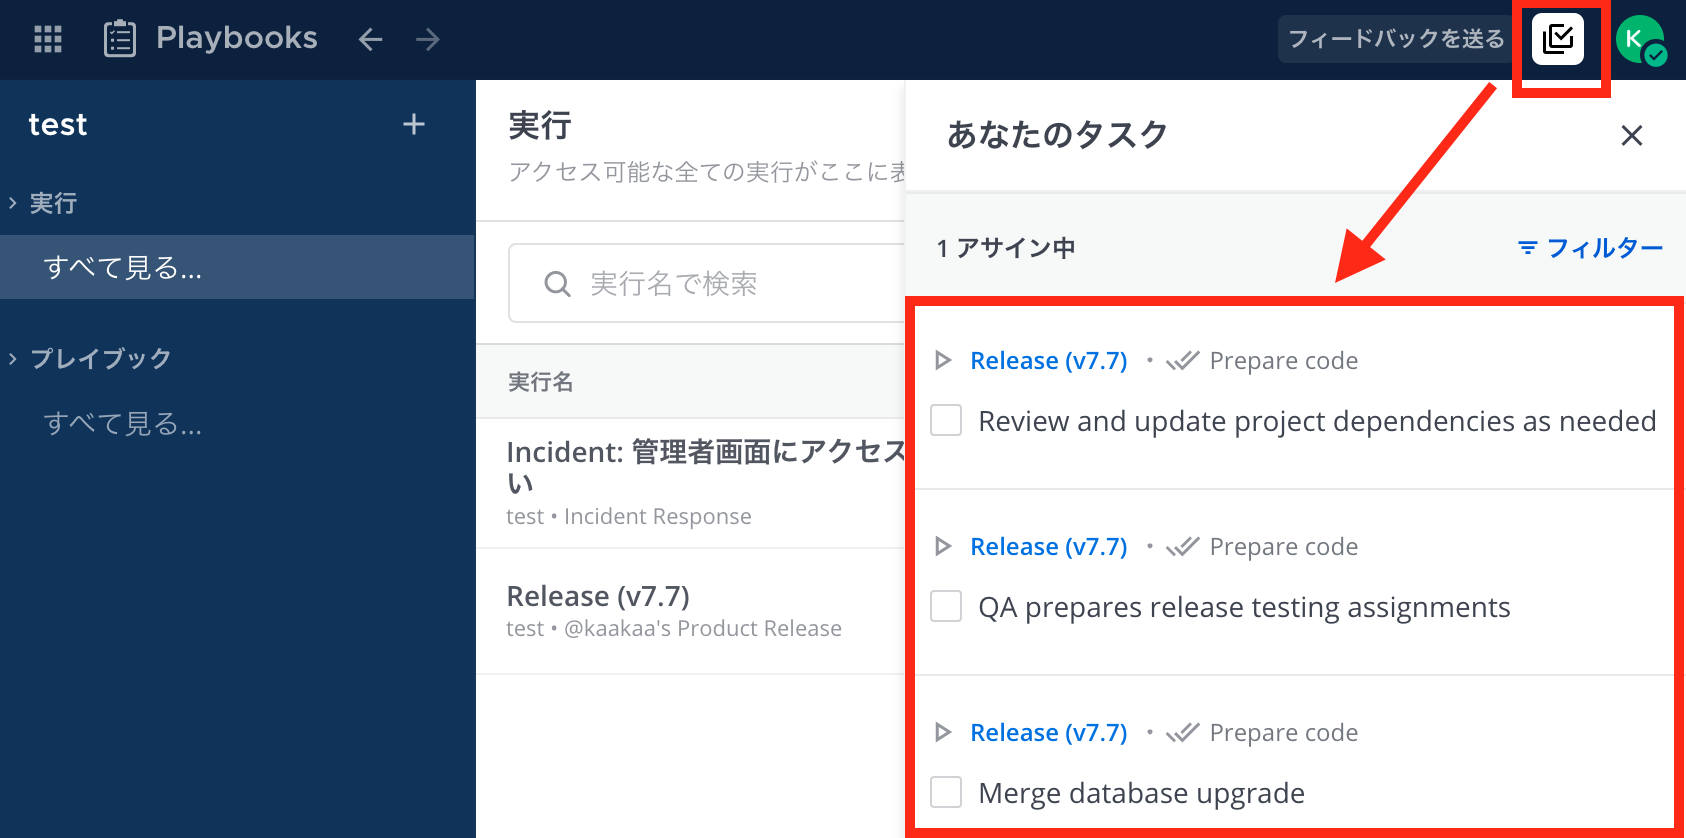 Playbooks
フィードバックを送る
K
test
実行
すべて見る...
プレイブック
すべて見る...
実行
アクセス可能な全ての実行がここに表
実行名で検索
実行名
Incident: 管理者画面にアクセス
い
test • Incident Response
Release (v7.7)
test • @kaakaa's Product Release
あなたのタスク
1 アサイン中
フィルター
Release (v7.7) • Prepare code
Review and update project dependencies as needed
Release (v7.7) • Prepare code
QA prepares release testing assignments
Release (v7.7) • Prepare code
Merge database upgrade